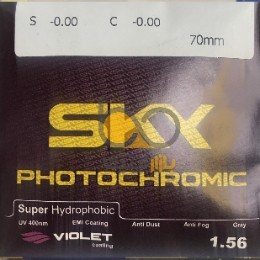 S -0.00 C -0.00
70mm
SKX
PHOTOCHROMIC
Super Hydrophobic
UV 400nm EMI Coating Anti Dust Anti Fog Grey
VIOLET
coating
1.56